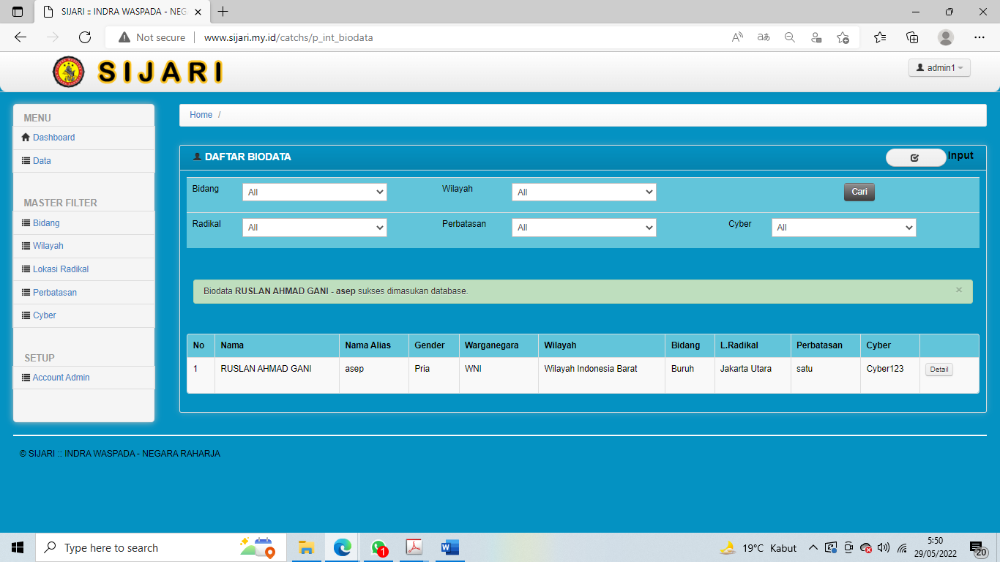 SIJARI :: INDRA WASPADA - NEG
Not secure www.sijari.my.id/catchs/p_int_biodata
SIJARI
admin1
MENU
Dashboard
Data
MASTER FILTER
Bidang
Wilayah
Lokasi Radikal
Perbatasan
Cyber
SETUP
Account Admin
Home /
DAFTAR BIODATA Input
Bidang All Wilayah All Cari
Radikal All Perbatasan All Cyber All
Biodata RUSLAN AHMAD GANI - asep sukses dimasukan database. ×
No Nama Nama Alias Gender Warganegara Wilayah Bidang L.Radikal Perbatasan Cyber
1 RUSLAN AHMAD GANI asep Pria WNI Wilayah Indonesia Barat Buruh Jakarta Utara satu Cyber123 Detail
© SIJARI :: INDRA WASPADA - NEGARA RAHARJA
Type here to search
1
19°C Kabut
5:50
29/05/2022
20